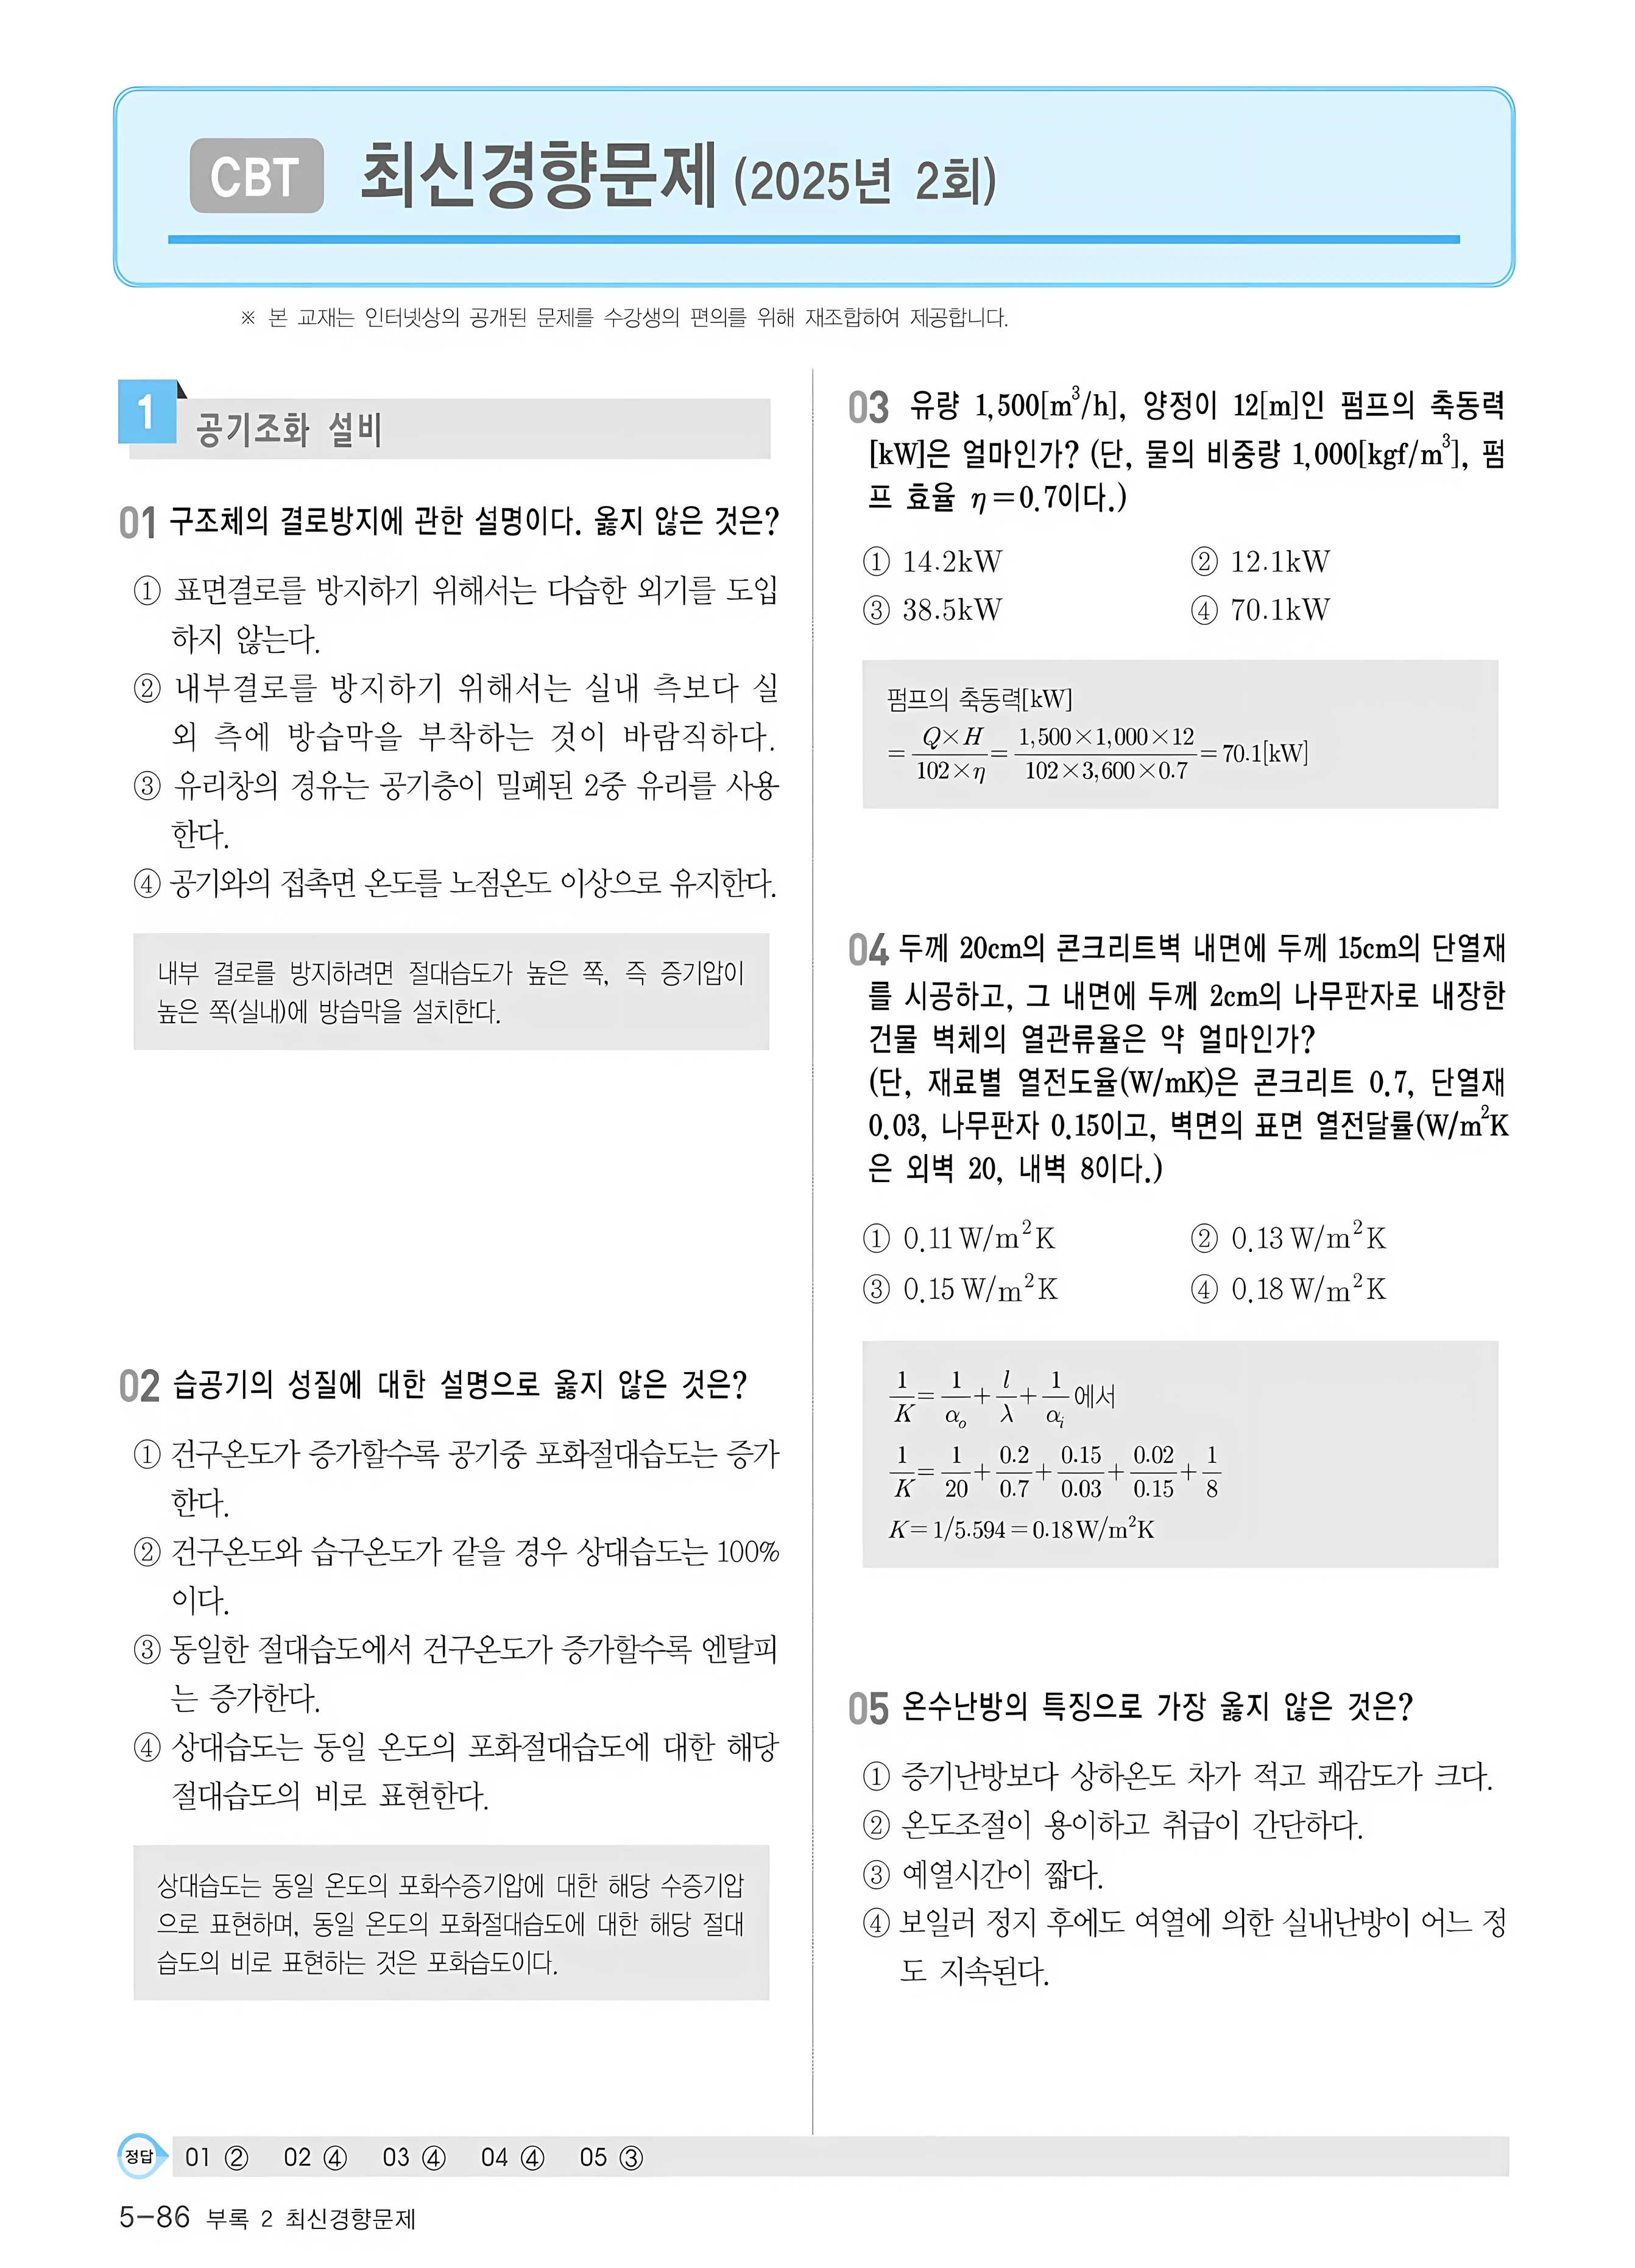 CBT 최신경향문제 (2025년 2회)
※ 본 교재는 인터넷상의 공개된 문제를 수강생의 편의를 위해 재조합하여 제공합니다.
1 공기조화 설비
01 구조체의 결로방지에 관한 설명이다. 옳지 않은 것은?
① 표면결로를 방지하기 위해서는 다습한 외기를 도입
하지 않는다.
② 내부결로를 방지하기 위해서는 실내 측보다 실
외 측에 방습막을 부착하는 것이 바람직하다.
③ 유리창의 경유는 공기층이 밀폐된 2중 유리를 사용
한다.
④ 공기와의 접촉면 온도를 노점온도 이상으로 유지한다.
내부 결로를 방지하려면 절대습도가 높은 쪽, 즉 증기압이
높은 쪽(실내)에 방습막을 설치한다.
02 습공기의 성질에 대한 설명으로 옳지 않은 것은?
① 건구온도가 증가할수록 공기중 포화절대습도는 증가
한다.
② 건구온도와 습구온도가 같을 경우 상대습도는 100%
이다.
③ 동일한 절대습도에서 건구온도가 증가할수록 엔탈피
는 증가한다.
④ 상대습도는 동일 온도의 포화절대습도에 대한 해당
절대습도의 비로 표현한다.
상대습도는 동일 온도의 포화수증기압에 대한 해당 수증기압
으로 표현하며, 동일 온도의 포화절대습도에 대한 해당 절대
습도의 비로 표현하는 것은 포화습도이다.
03 유량 1,500[m³/h], 양정이 12[m]인 펌프의 축동력
[kW]은 얼마인가? (단, 물의 비중량 1,000[kgf/m³], 펌
프 효율 η=0.7이다.)
① 14.2kW ② 12.1kW
③ 38.5kW ④ 70.1kW
펌프의 축동력[kW]
= Q×H / 102×η = 1,500×1,000×12 / 102×3,600×0.7 = 70.1[kW]
04 두께 20cm의 콘크리트벽 내면에 두께 15cm의 단열재
를 시공하고, 그 내면에 두께 2cm의 나무판자로 내장한
건물 벽체의 열관류율은 약 얼마인가?
(단, 재료별 열전도율(W/mK)은 콘크리트 0.7, 단열재
0.03, 나무판자 0.15이고, 벽면의 표면 열전달률(W/m²K
은 외벽 20, 내벽 8이다.)
① 0.11 W/m²K ② 0.13 W/m²K
③ 0.15 W/m²K ④ 0.18 W/m²K
1/K = 1/αo + l/λ + 1/αi 에서
1/K = 1/20 + 0.2/0.7 + 0.15/0.03 + 0.02/0.15 + 1/8
K=1/5.594=0.18W/m²K
05 온수난방의 특징으로 가장 옳지 않은 것은?
① 증기난방보다 상하온도 차가 적고 쾌감도가 크다.
② 온도조절이 용이하고 취급이 간단하다.
③ 예열시간이 짧다.
④ 보일러 정지 후에도 여열에 의한 실내난방이 어느 정
도 지속된다.
정답 01 ② 02 ④ 03 ④ 04 ④ 05 ③
5-86 부록 2 최신경향문제